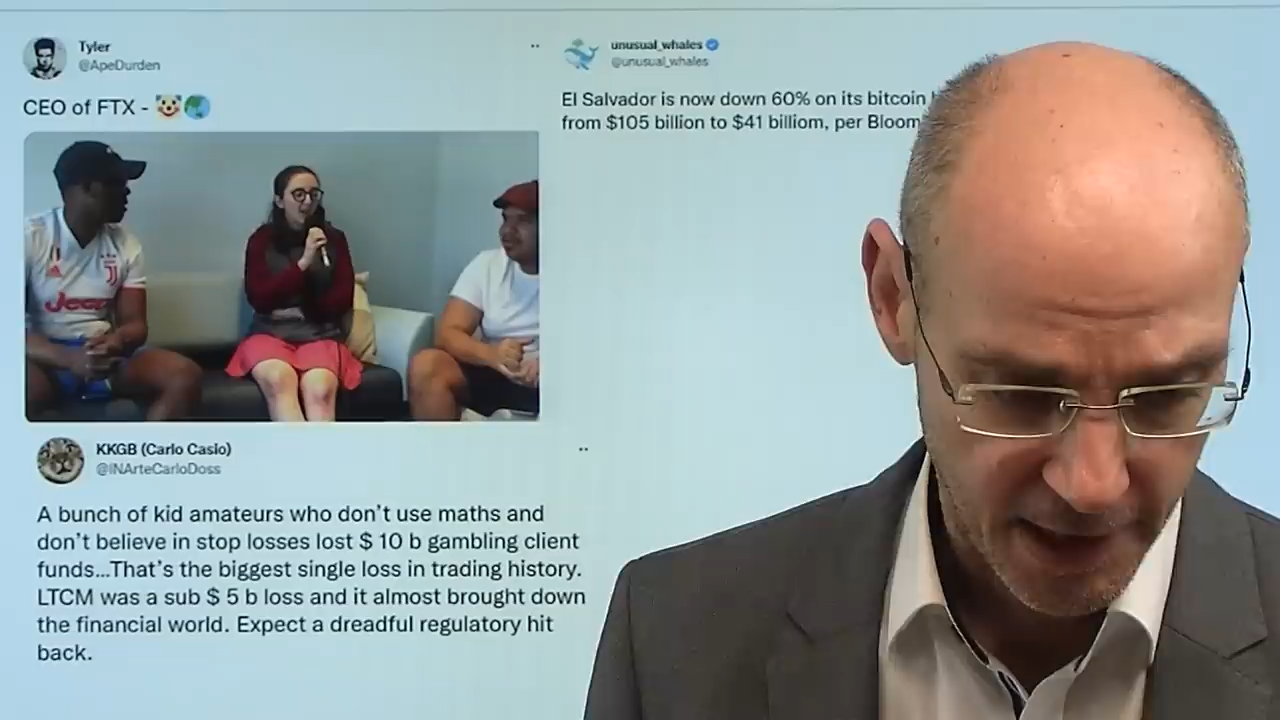 Tyler
@ApeDurden
CEO of FTX - 🤡🌏
Jeep
unusual_whales
@unusual_whales
El Salvador is now down 60% on its bitcoin
from $105 billion to $41 billiom, per Bloom
KKGB (Carlo Casio)
@INArteCarloDoss
A bunch of kid amateurs who don't use maths and
don't believe in stop losses lost $ 10 b gambling client
funds...That's the biggest single loss in trading history.
LTCM was a sub $ 5 b loss and it almost brought down
the financial world. Expect a dreadful regulatory hit
back.